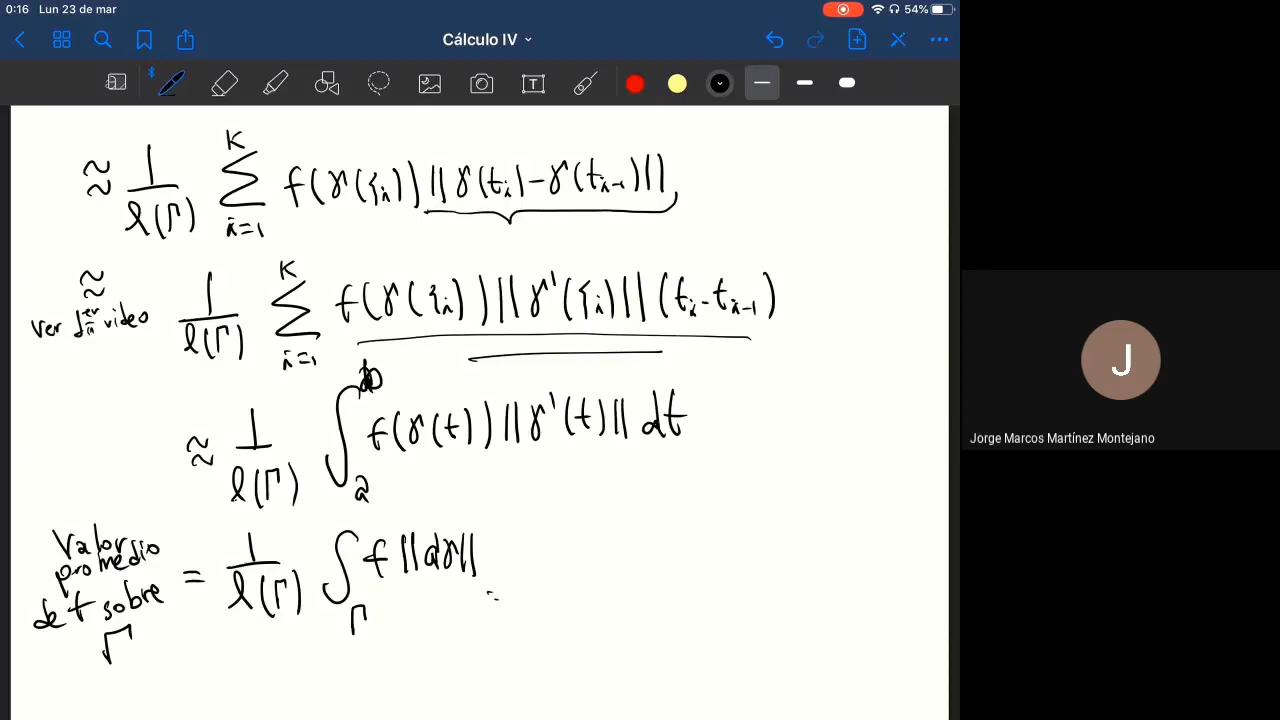 0:16 Lun 23 de mar 54%
Cálculo IV
≈ 1/l(Γ) Σ_{i=1}^{K} f(γ(ξ_i)) ||γ(t_i) - γ(t_{i-1})||
≈ 1/l(Γ) Σ_{i=1}^{K} f(γ(ξ_i)) ||γ'(ξ_i)|| (t_i - t_{i-1})
ver 1er video
≈ 1/l(Γ) ∫_a^b f(γ(t)) ||γ'(t)|| dt
Valor promedio de f sobre Γ = 1/l(Γ) ∫_Γ f ||dγ||
J
Jorge Marcos Martínez Montejano